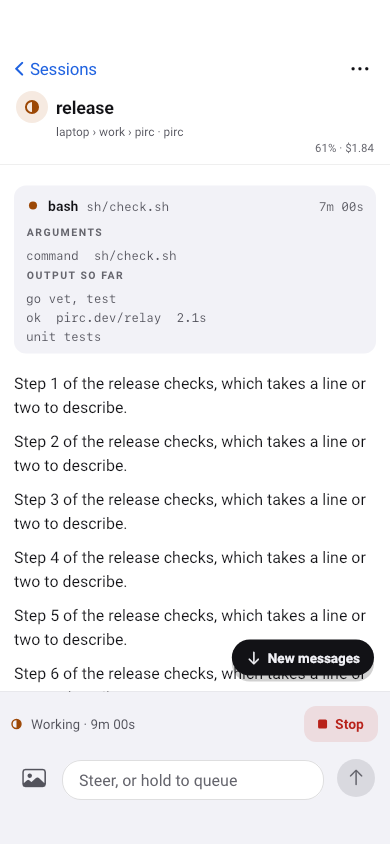 Sessions
release
laptop › work › pirc · pirc
61% · $1.84
bash sh/check.sh 7m 00s
ARGUMENTS
command sh/check.sh
OUTPUT SO FAR
go vet, test
ok pirc.dev/relay 2.1s
unit tests
Step 1 of the release checks, which takes a line or
two to describe.
Step 2 of the release checks, which takes a line or
two to describe.
Step 3 of the release checks, which takes a line or
two to describe.
Step 4 of the release checks, which takes a line or
two to describe.
Step 5 of the release checks, which takes a line or
two to describe.
New messages
Step 6 of the release checks, which takes a line or
Working · 9m 00s
Stop
Steer, or hold to queue